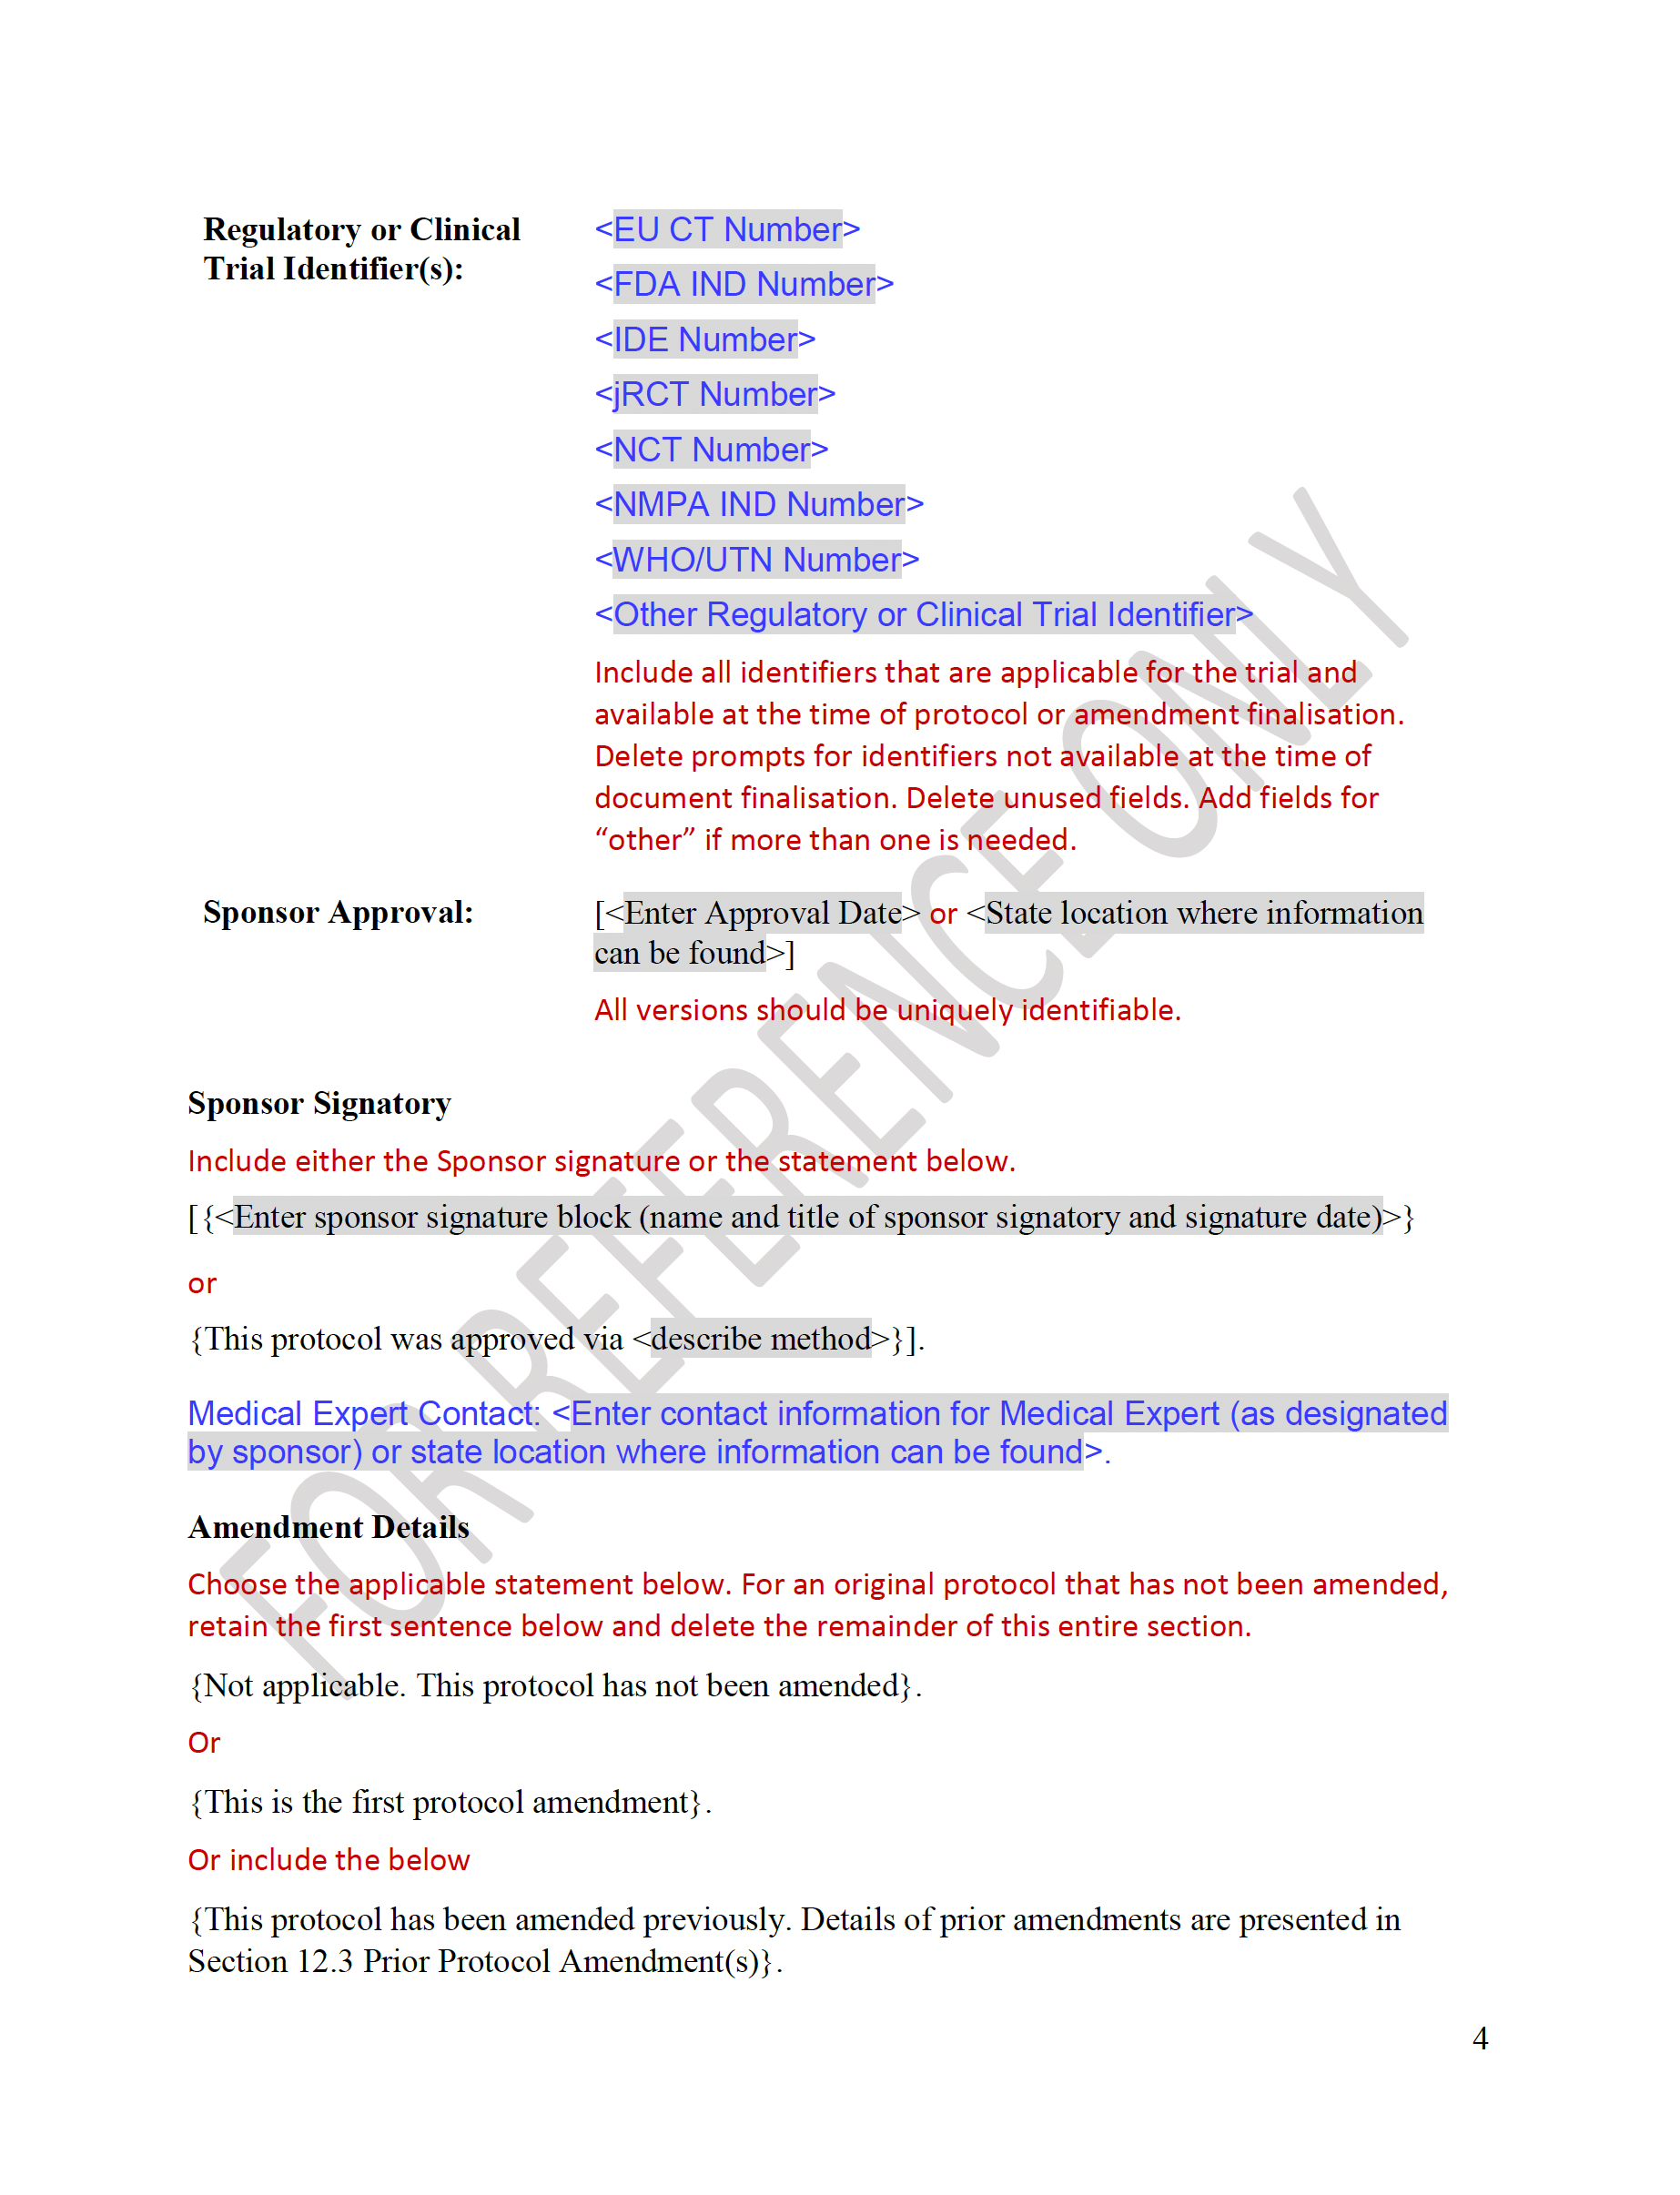 Regulatory or Clinical
Trial Identifier(s):
<EU CT Number>
<FDA IND Number>
<IDE Number>
<jRCT Number>
<NCT Number>
<NMPA IND Number>
<WHO/UTN Number>
<Other Regulatory or Clinical Trial Identifier>
Include all identifiers that are applicable for the trial and
available at the time of protocol or amendment finalisation.
Delete prompts for identifiers not available at the time of
document finalisation. Delete unused fields. Add fields for
“other” if more than one is needed.
Sponsor Approval:
[<Enter Approval Date> or <State location where information
can be found>]
All versions should be uniquely identifiable.
Sponsor Signatory
Include either the Sponsor signature or the statement below.
[{<Enter sponsor signature block (name and title of sponsor signatory and signature date)>}
or
{This protocol was approved via <describe method>}].
Medical Expert Contact: <Enter contact information for Medical Expert (as designated
by sponsor) or state location where information can be found>.
Amendment Details
Choose the applicable statement below. For an original protocol that has not been amended,
retain the first sentence below and delete the remainder of this entire section.
{Not applicable. This protocol has not been amended}.
Or
{This is the first protocol amendment}.
Or include the below
{This protocol has been amended previously. Details of prior amendments are presented in
Section 12.3 Prior Protocol Amendment(s)}.
4
FOR REFERENCE ONLY